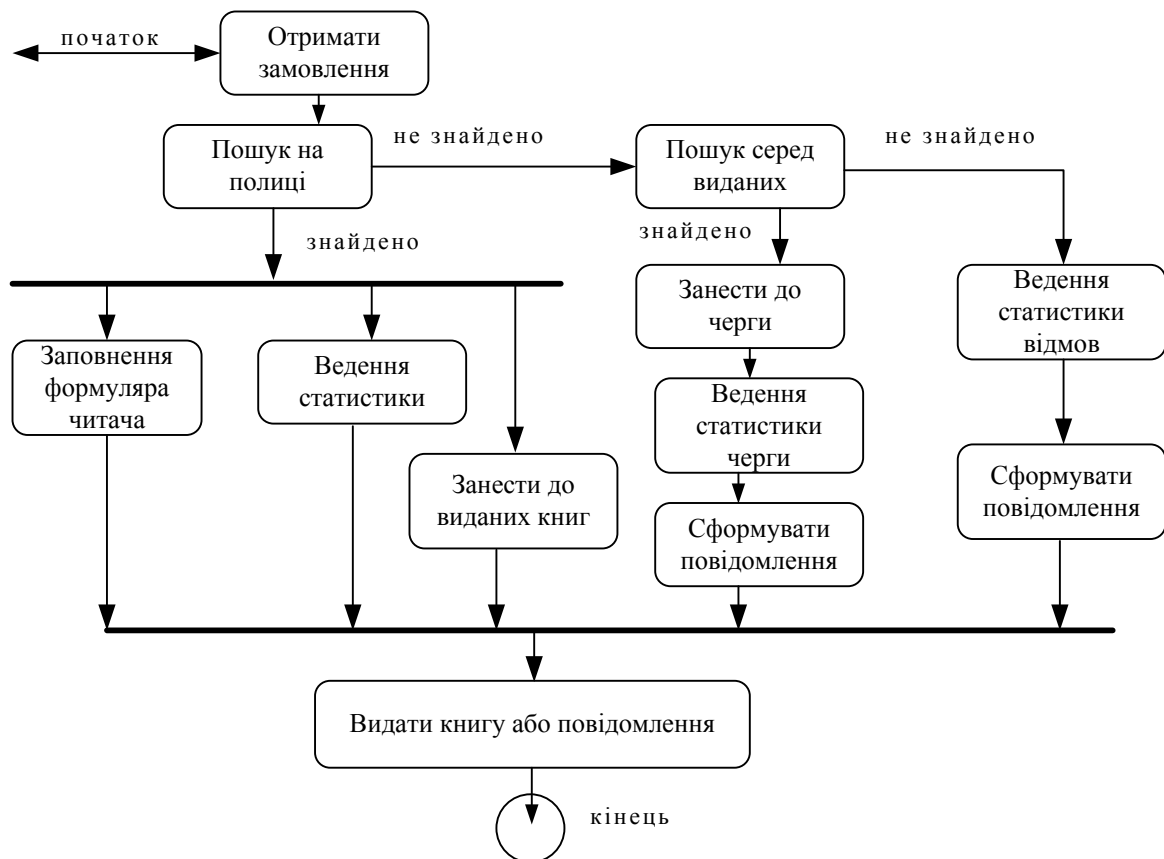 початок
Отримати
замовлення
Пошук на
полиці
не знайдено
Пошук серед
виданих
не знайдено
знайдено
знайдено
Заповнення
формуляра
читача
Ведення
статистики
Занести до
виданих книг
Занести до
черги
Ведення
статистики
черги
Сформувати
повідомлення
Ведення
статистики
відмов
Сформувати
повідомлення
Видати книгу або повідомлення
кінець